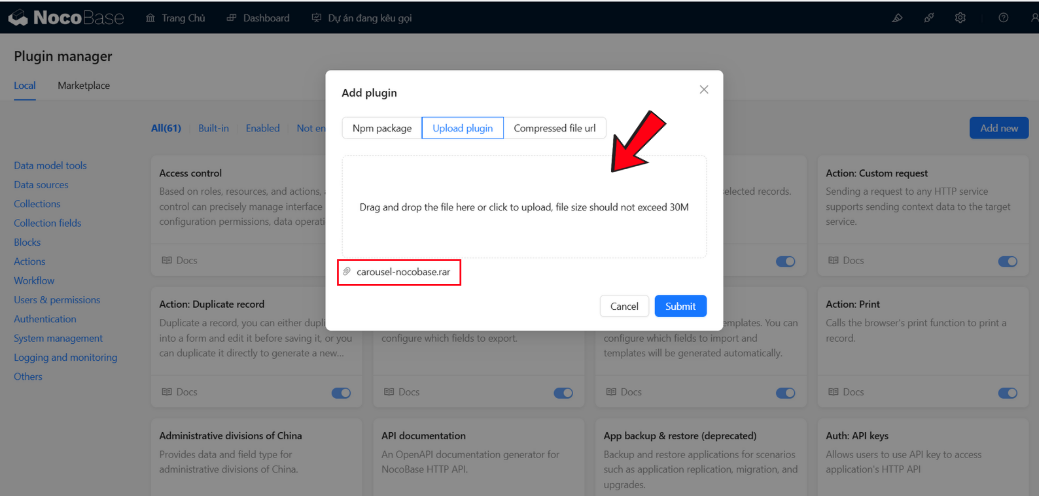 NocoBase
Trang Chủ
Dashboard
Dự án đang kêu gọi
Plugin manager
Local
Marketplace
Add plugin
Npm package
Upload plugin
Compressed file url
All(61)
Built-in
Enabled
Not en
Add new
Drag and drop the file here or click to upload, file size should not exceed 30M
carousel-nocobase.rar
Cancel
Submit
Data model tools
Data sources
Collections
Collection fields
Blocks
Actions
Workflow
Users & permissions
Authentication
System management
Logging and monitoring
Others
Access control
Based on roles, resources, and actions,
control can precisely manage interface
configuration permissions, data operati
Docs
elected records.
Action: Custom request
Sending a request to any HTTP service
supports sending context data to the target
service.
Docs
Action: Duplicate record
Duplicate a record, you can either dupli
into a form and edit it before saving it, or you
can duplicate it directly to generate a new...
Docs
configure which fields to export.
Docs
emplates. You can
configure which fields to import and
templates will be generated automatically.
Docs
Action: Print
Calls the browser's print function to print a
record.
Docs
Administrative divisions of China
Provides data and field type for
administrative divisions of China.
API documentation
An OpenAPI documentation generator for
NocoBase HTTP API.
App backup & restore (deprecated)
Backup and restore applications for scenarios
such as application replication, migration, and
upgrades.
Auth: API keys
Allows users to use API key to access
application's HTTP API